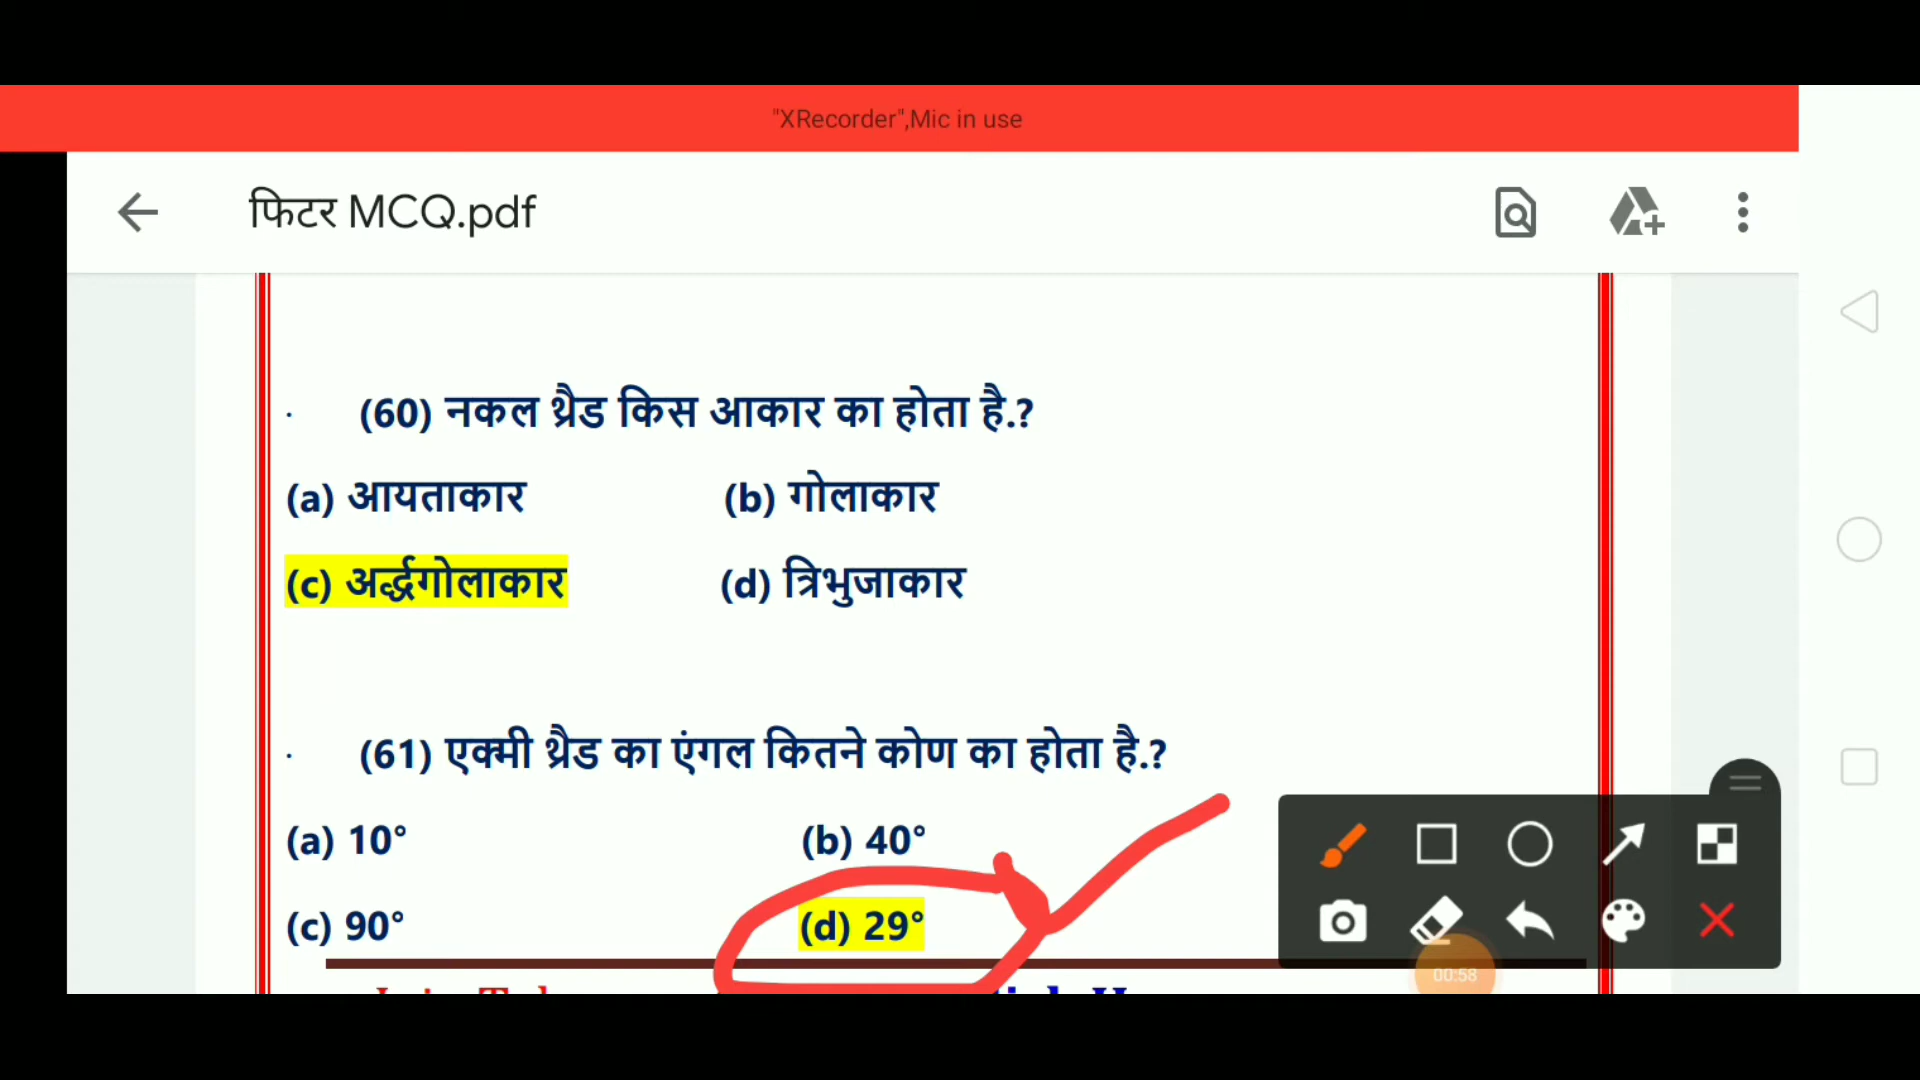 "XRecorder",Mic in use
फिटर MCQ.pdf
(60) नकल थ्रैड किस आकार का होता है.?
(a) आयताकार (b) गोलाकार
(c) अर्द्धगोलाकार (d) त्रिभुजाकार
(61) एक्मी थ्रैड का एंगल कितने कोण का होता है.?
(a) 10° (b) 40°
(c) 90° (d) 29°
00:58